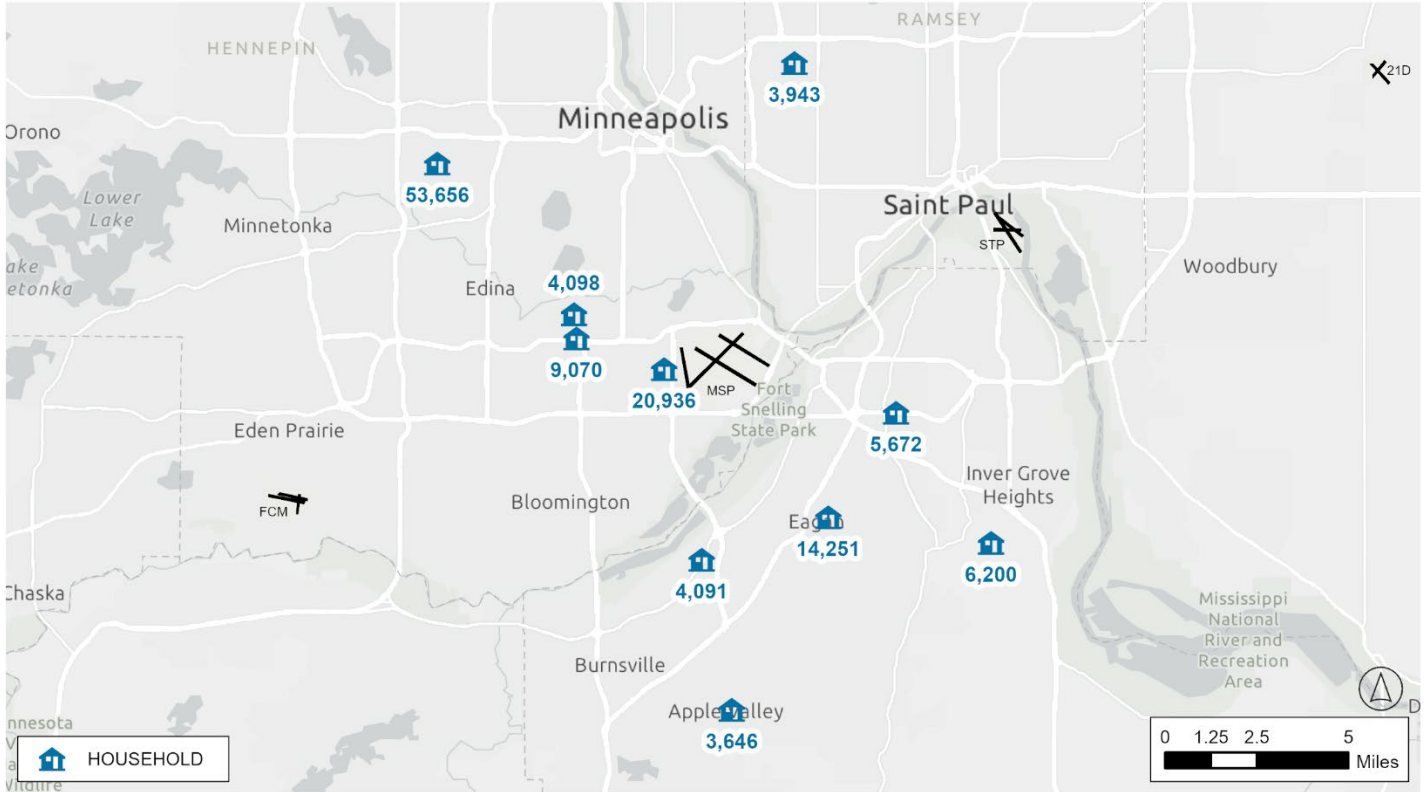 RAMSEY
HENNEPIN
21D
3,943
Minneapolis
Orono
53,656
Lower
Lake
Saint Paul
Minnetonka
STP
Woodbury
ake
etonka
Edina
4,098
9,070
MSP
20,936
Fort
Snelling
State Park
Eden Prairie
5,672
Inver Grove
Heights
FCM
Bloomington
Eagan
14,251
6,200
4,091
Chaska
Mississippi
National
River and
Recreation
Area
Burnsville
Apple Valley
3,646
D
nnesota
V
a
Wildlife
HOUSEHOLD
0 1.25 2.5 5
Miles